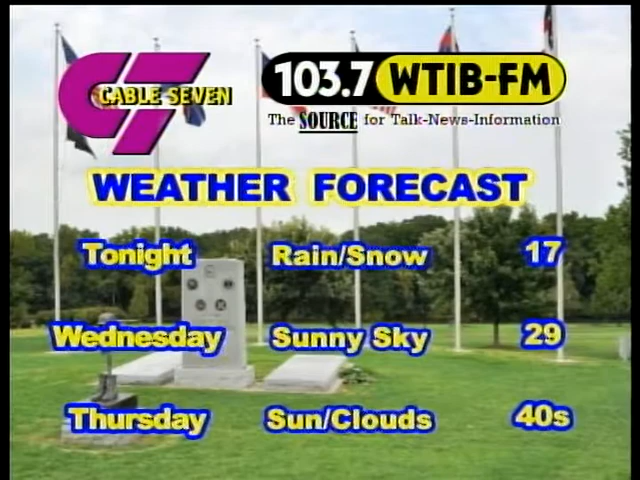 C7
CABLE SEVEN
103.7 WTIB-FM
The SOURCE for Talk-News-Information
WEATHER FORECAST
Tonight Rain/Snow 17
Wednesday Sunny Sky 29
Thursday Sun/Clouds 40s